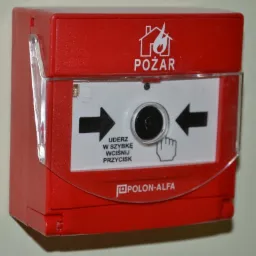 POŻAR
UDERZ
W SZYBKĘ
WCIŚNIJ
PRZYCISK
POLON-ALFA